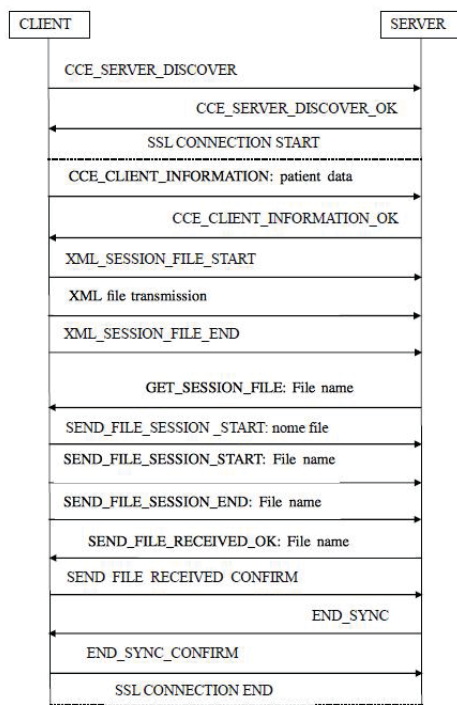 CLIENT
SERVER
CCE_SERVER_DISCOVER
CCE_SERVER_DISCOVER_OK
SSL CONNECTION START
CCE_CLIENT_INFORMATION: patient data
CCE_CLIENT_INFORMATION_OK
XML_SESSION_FILE_START
XML file transmission
XML_SESSION_FILE_END
GET_SESSION_FILE: File name
SEND_FILE_SESSION _START: nome file
SEND_FILE_SESSION_START: File name
SEND_FILE_SESSION_END: File name
SEND_FILE_RECEIVED_OK: File name
SEND FILE RECEIVED CONFIRM
END_SYNC
END_SYNC_CONFIRM
SSL CONNECTION END